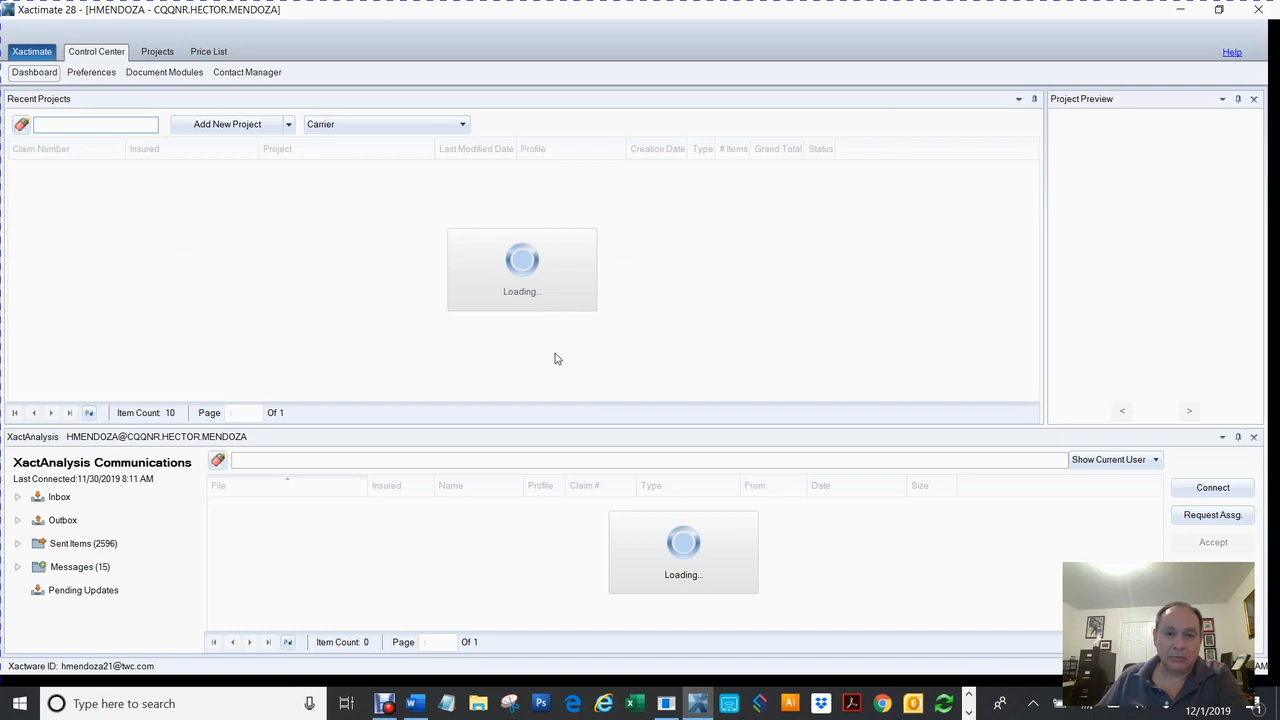 Xactimate 28 - [HMENDOZA - CQQNR.HECTOR.MENDOZA]
Xactimate Control Center Projects Price List Help
Dashboard Preferences Document Modules Contact Manager
Recent Projects
Project Preview
Add New Project Carrier
Claim Number Insured Project Last Modified Date Profile Creation Date Type # Items Grand Total Status
Loading...
Item Count: 10 Page 1 Of 1
< >
XactAnalysis HMENDOZA@CQQNR.HECTOR.MENDOZA
XactAnalysis Communications
Show Current User
Last Connected:11/30/2019 8:11 AM
File Insured Name Profile Claim # Type From Date Size
Connect
Inbox
Request Assg.
Outbox
Sent Items (2596)
Accept
Messages (15)
Loading...
Pending Updates
Item Count: 0 Page 1 Of 1
Xactware ID: hmendoza21@twc.com
AM
Type here to search
12/1/2019